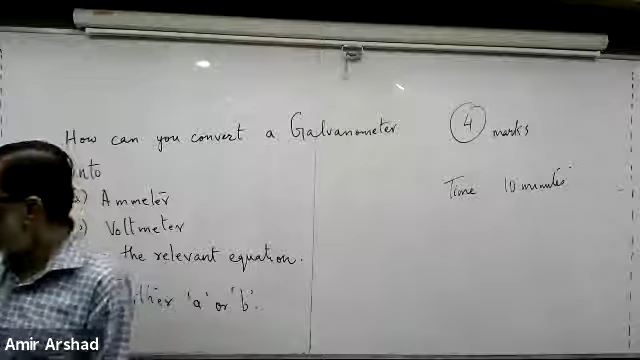 How can you convert a Galvanometer
into
a) Ammeter
b) Voltmeter
the relevant equation.
'a' or 'b'.
4 marks
Time 10 minutes
Amir Arshad